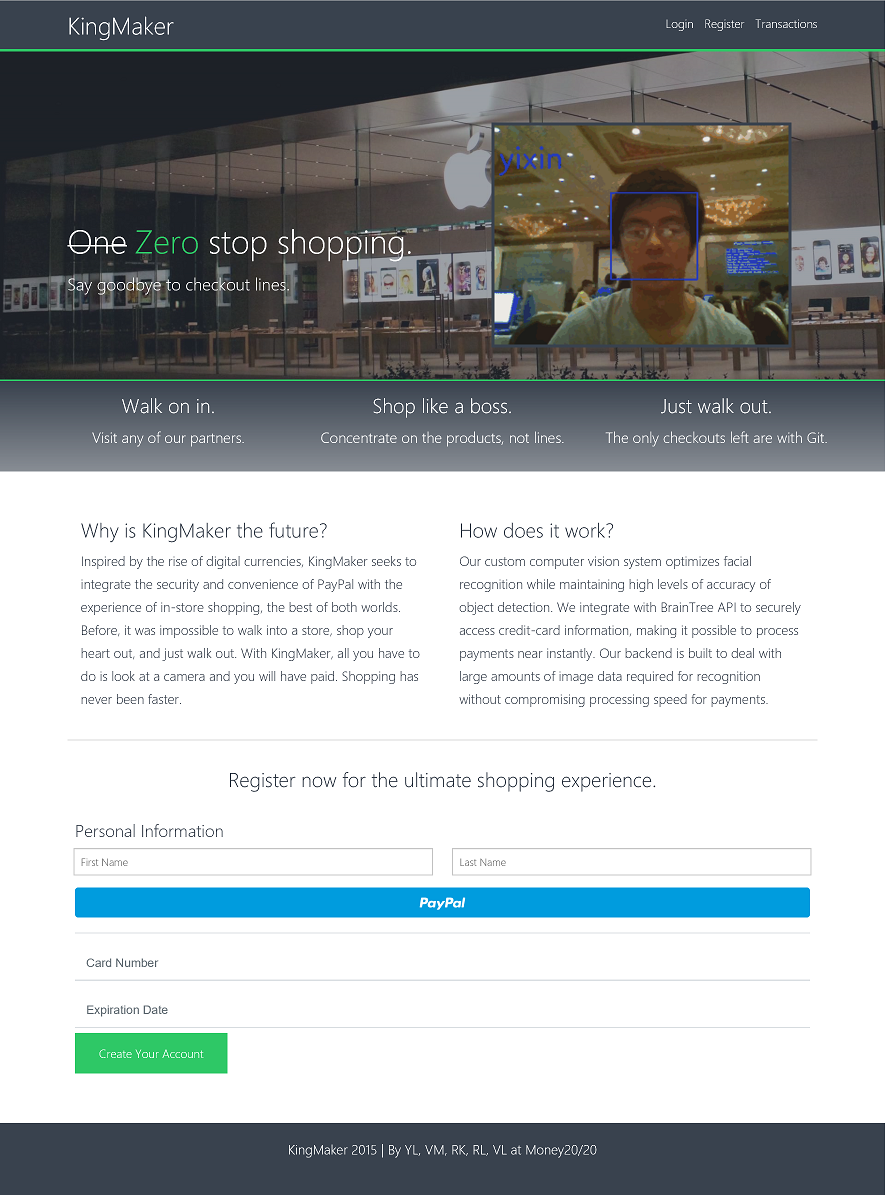 KingMaker
Login Register Transactions
yixin
One Zero stop shopping.
Say goodbye to checkout lines.
Walk on in.
Visit any of our partners.
Shop like a boss.
Concentrate on the products, not lines.
Just walk out.
The only checkouts left are with Git.
Why is KingMaker the future?
Inspired by the rise of digital currencies, KingMaker seeks to
integrate the security and convenience of PayPal with the
experience of in-store shopping, the best of both worlds.
Before, it was impossible to walk into a store, shop your
heart out, and just walk out. With KingMaker, all you have to
do is look at a camera and you will have paid. Shopping has
never been faster.
How does it work?
Our custom computer vision system optimizes facial
recognition while maintaining high levels of accuracy of
object detection. We integrate with BrainTree API to securely
access credit-card information, making it possible to process
payments near instantly. Our backend is built to deal with
large amounts of image data required for recognition
without compromising processing speed for payments.
Register now for the ultimate shopping experience.
Personal Information
First Name
Last Name
PayPal
Card Number
Expiration Date
Create Your Account
KingMaker 2015 | By YL, VM, RK, RL, VL at Money20/20